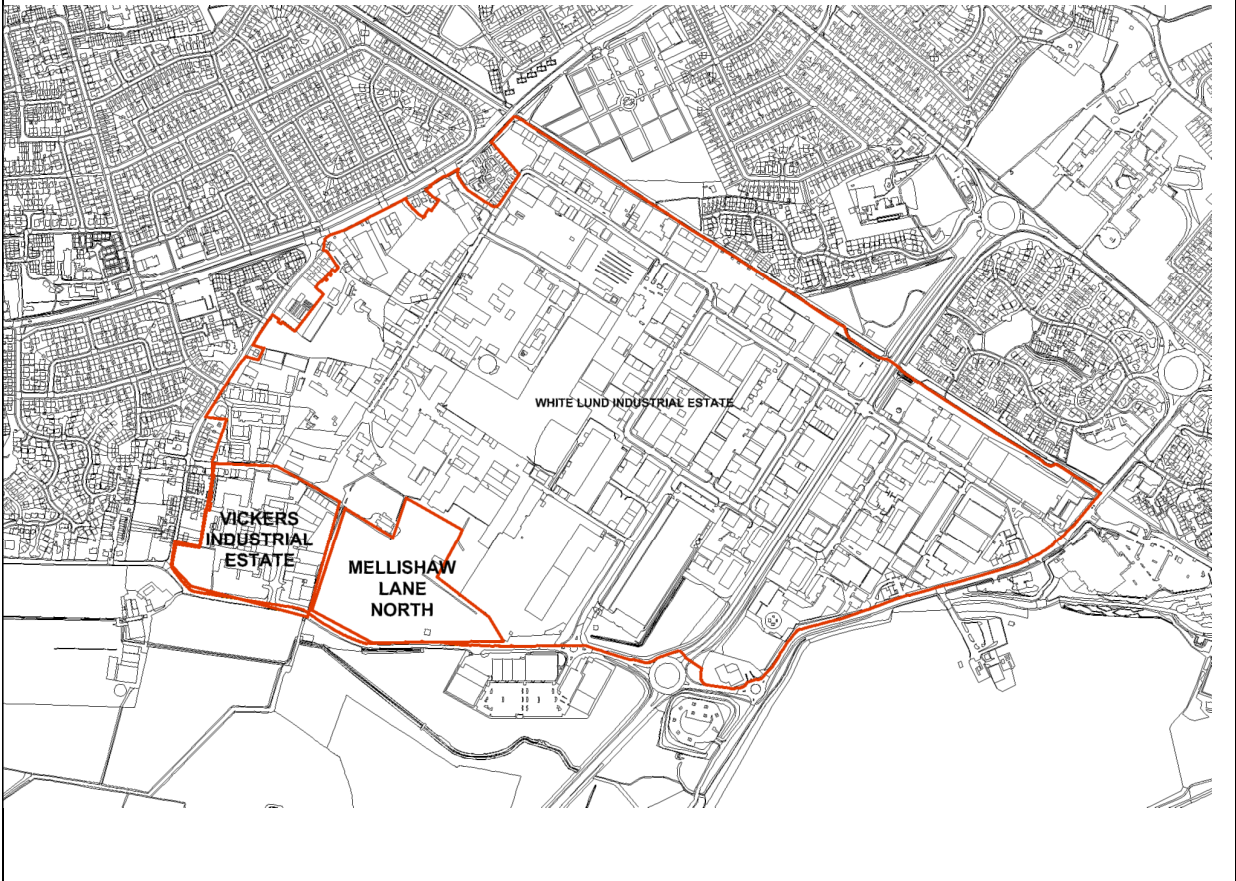 WHITE LUND INDUSTRIAL ESTATE
VICKERS
INDUSTRIAL
ESTATE
MELLISHAW
LANE
NORTH